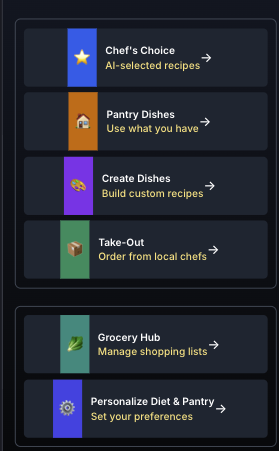 Chef's Choice
AI-selected recipes
Pantry Dishes
Use what you have
Create Dishes
Build custom recipes
Take-Out
Order from local chefs
Grocery Hub
Manage shopping lists
Personalize Diet & Pantry
Set your preferences